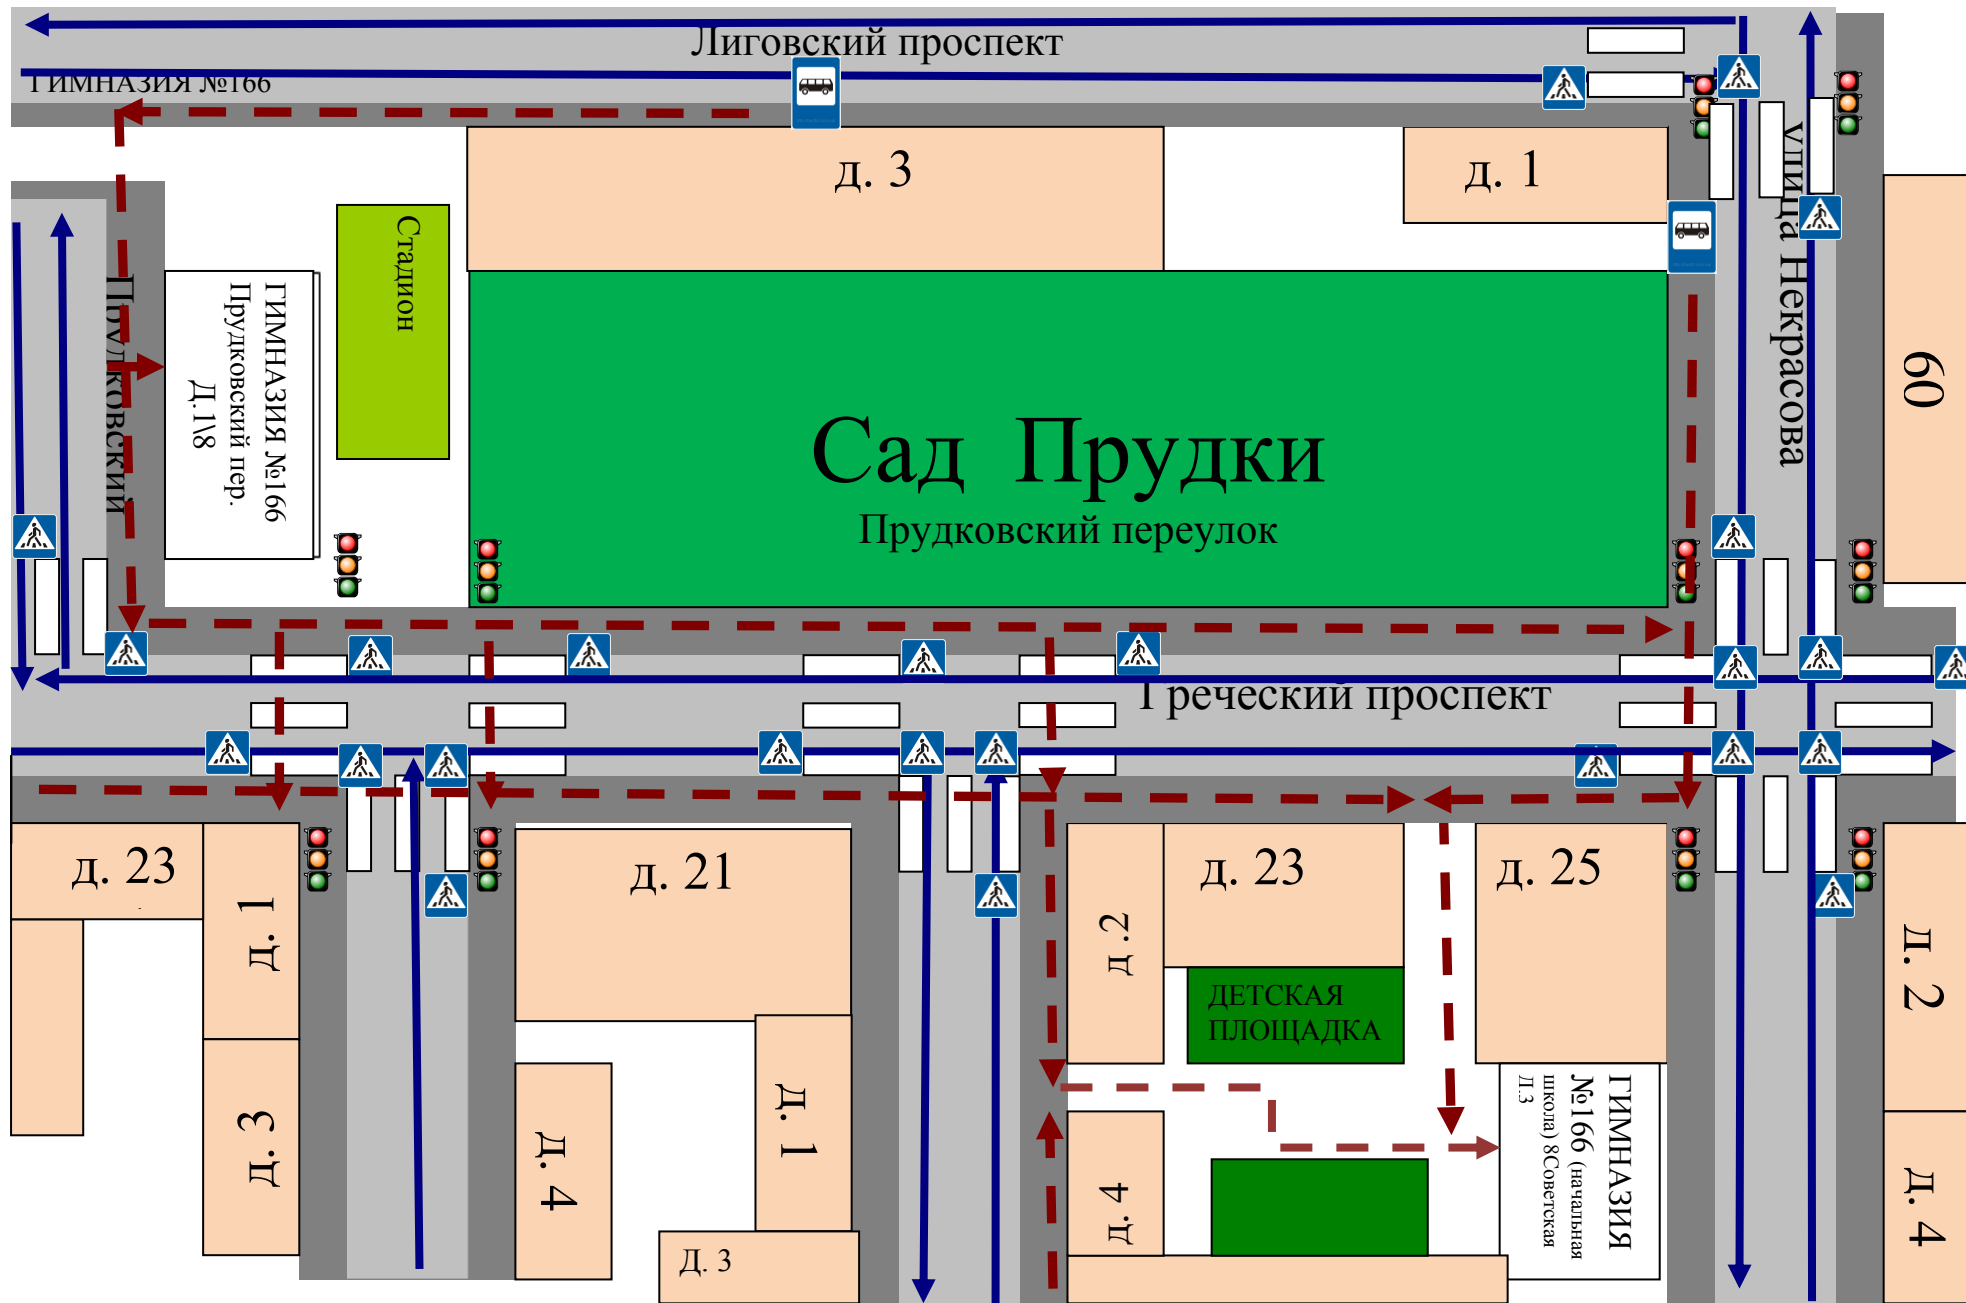 Лиговский проспект
ГИМНАЗИЯ №166
д. 3
д. 1
Стадион
улица Некрасова
60
Прудковский
ГИМНАЗИЯ №166
Прудковский пер.
Д.1\8
Сад Прудки
Прудковский переулок
Греческий проспект
д. 23
д. 1
д. 3
д. 21
д. 1
д. 4
Д. 3
д .2
д. 23
д. 25
ДЕТСКАЯ
ПЛОЩАДКА
д. 4
ГИМНАЗИЯ
№166 (начальная
школа) 8Советская
Д.3
д. 2
д. 4